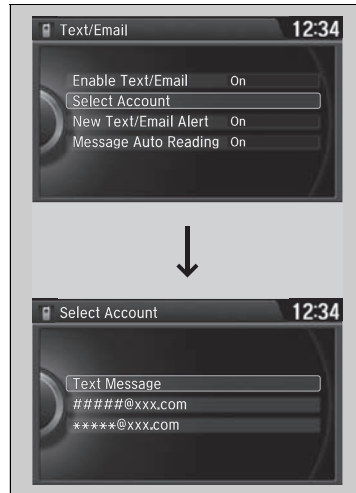 Text/Email 12:34
Enable Text/Email On
Select Account
New Text/Email Alert On
Message Auto Reading On
Select Account 12:34
Text Message
#####@xxx.com
*****@xxx.com